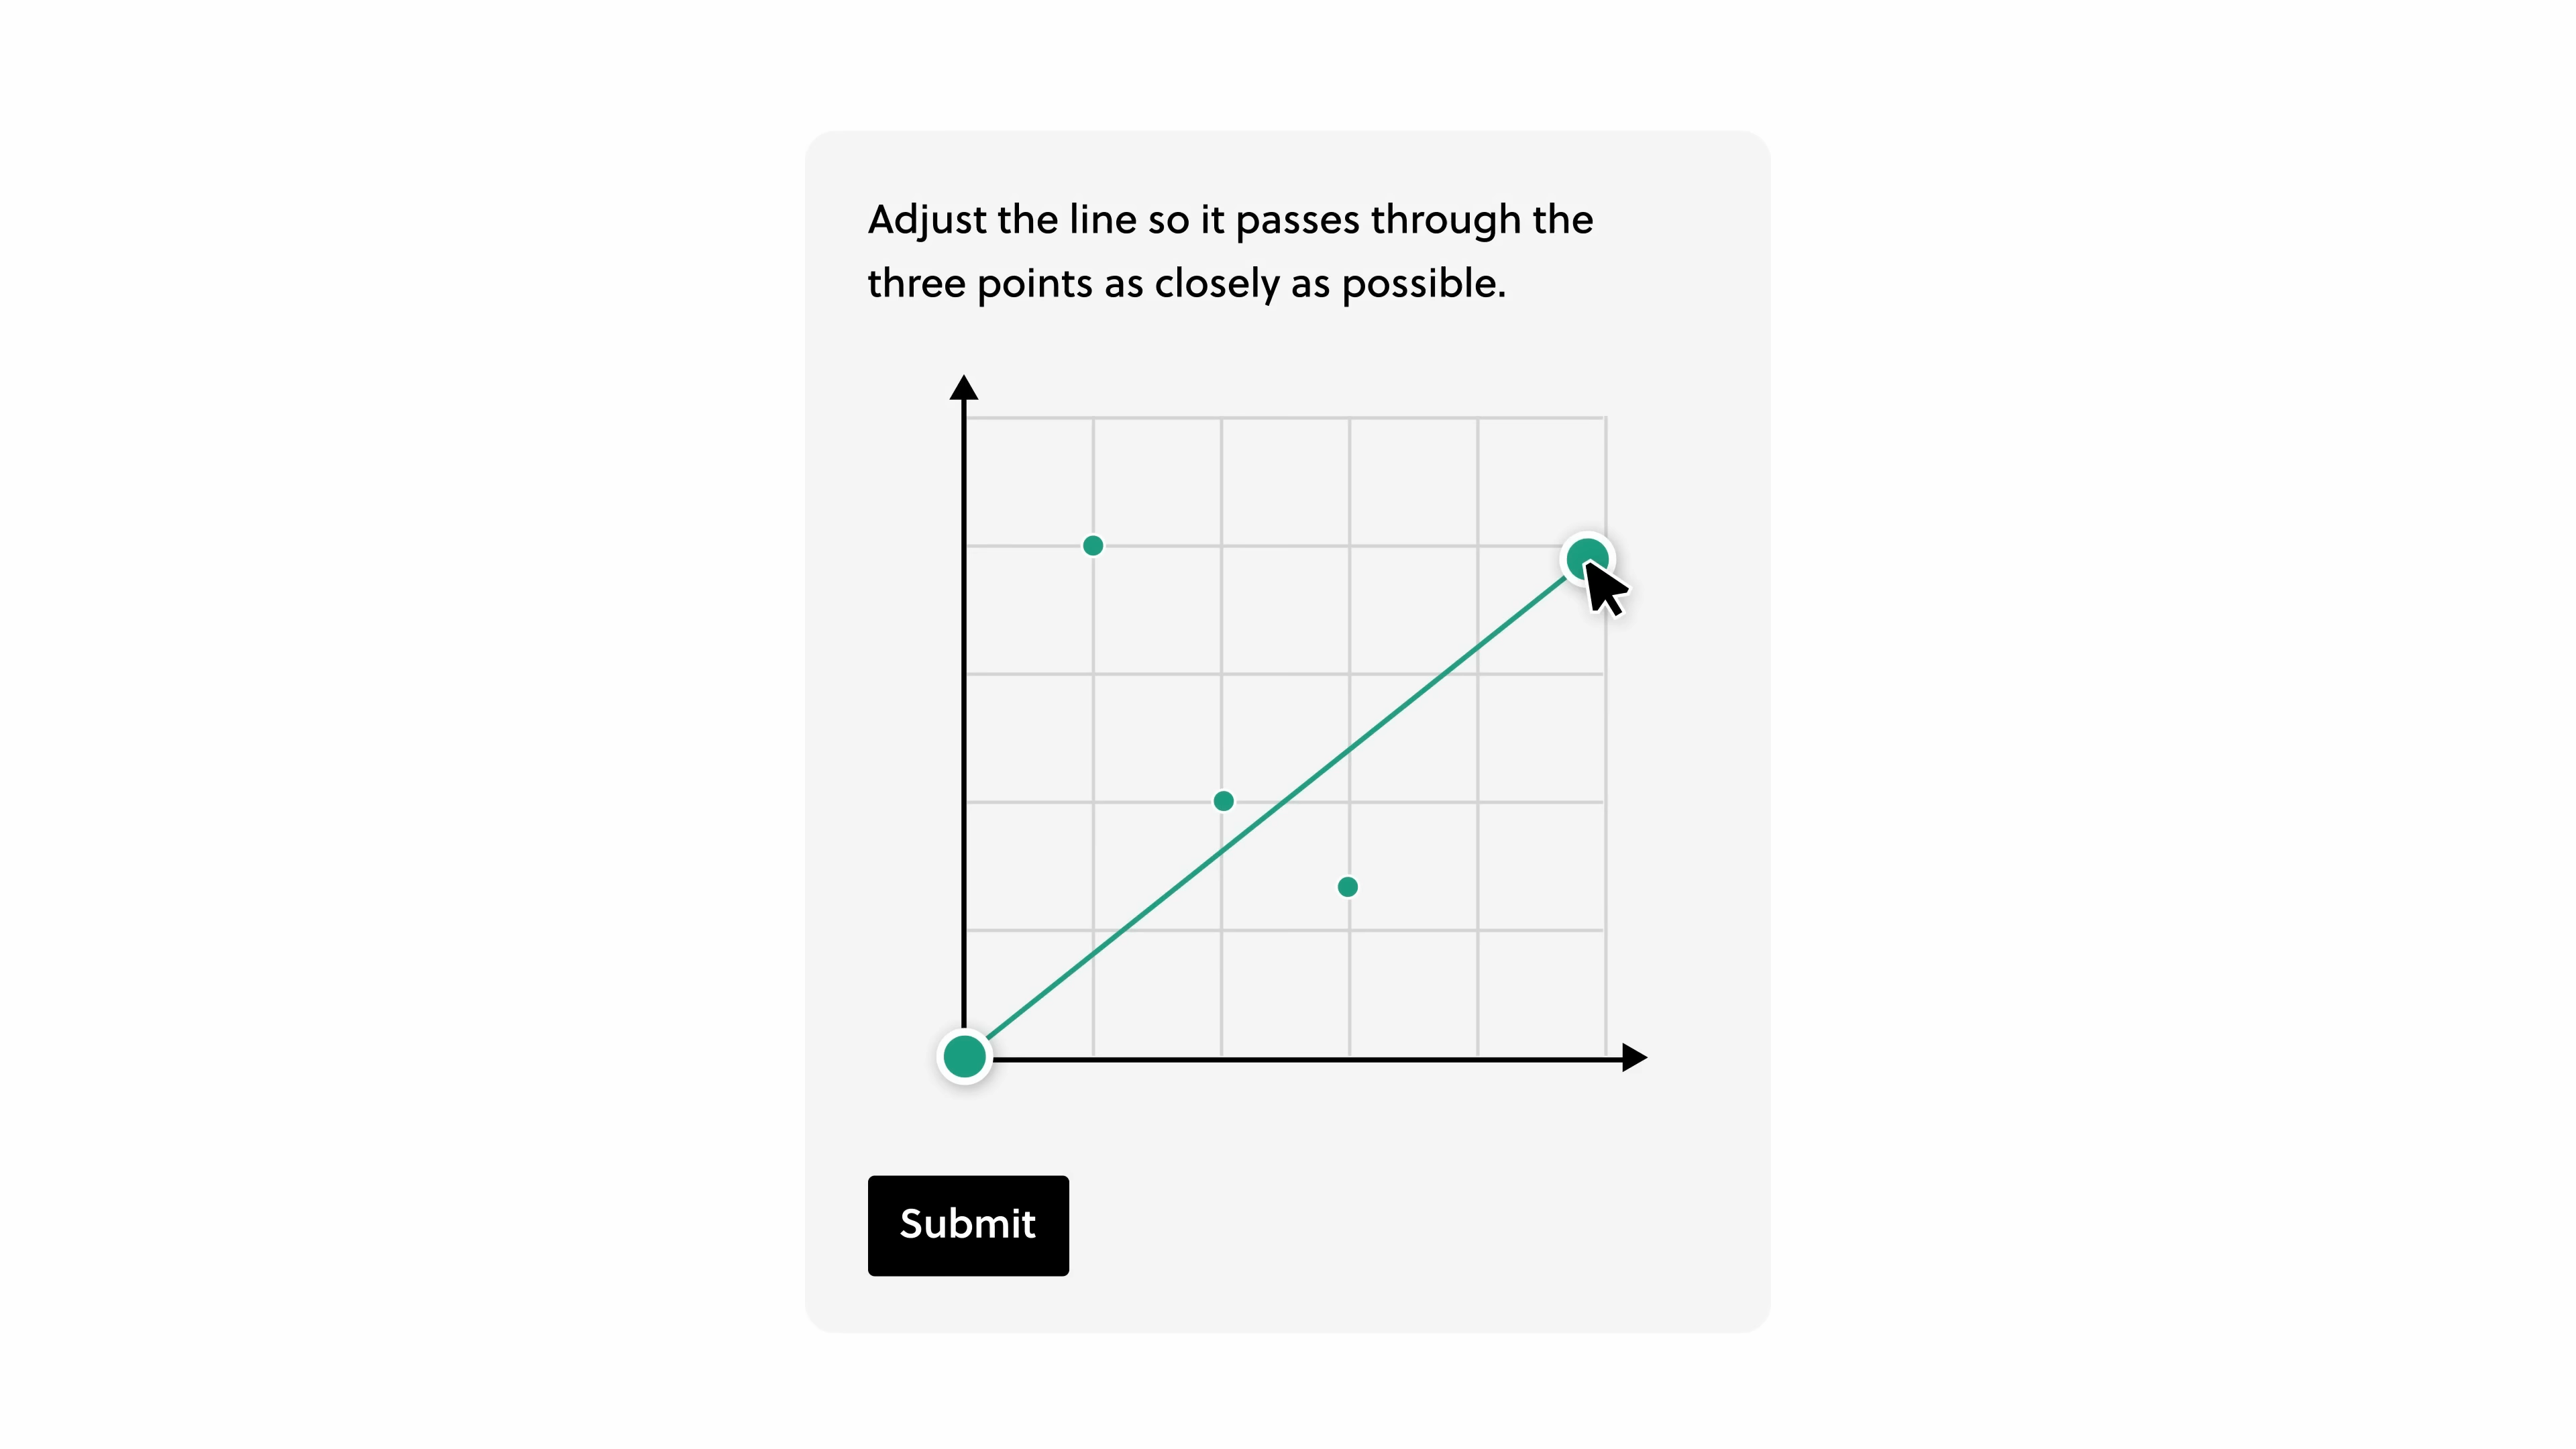 Adjust the line so it passes through the
three points as closely as possible.
Submit